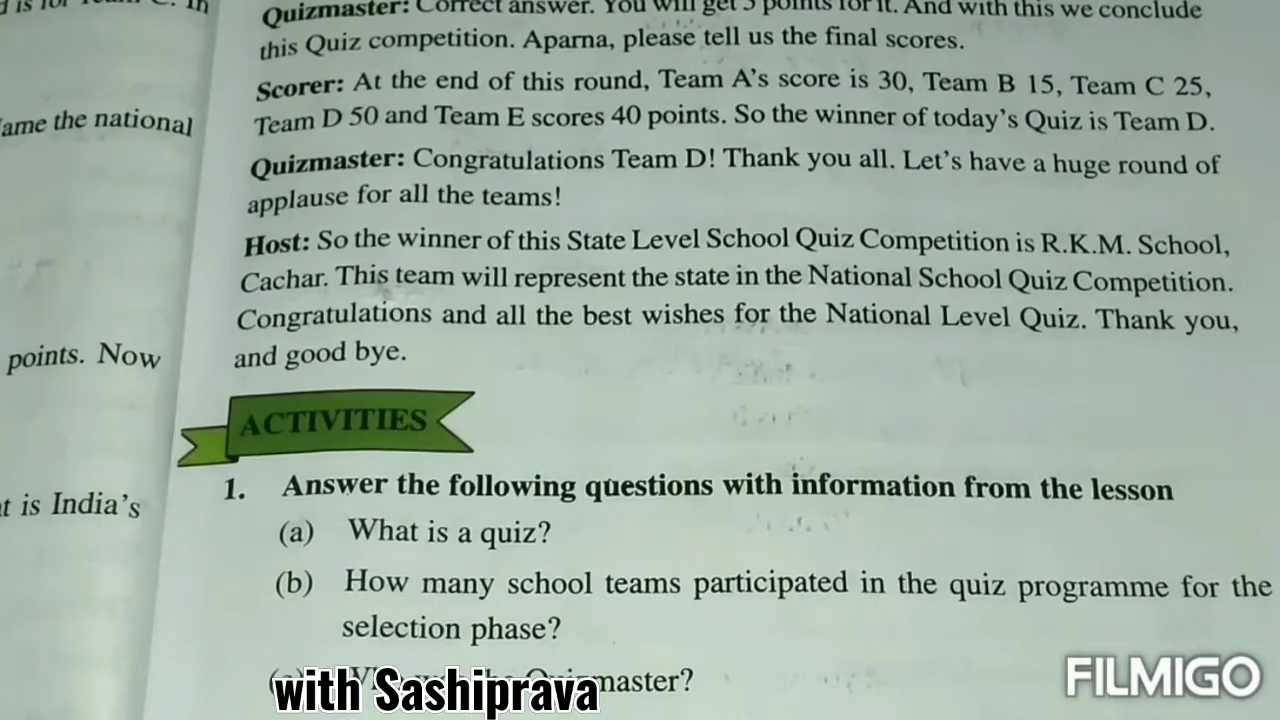 Quizmaster: Correct answer. You will get 5 points for it. And with this we conclude
this Quiz competition. Aparna, please tell us the final scores.
Scorer: At the end of this round, Team A's score is 30, Team B 15, Team C 25,
Team D 50 and Team E scores 40 points. So the winner of today's Quiz is Team D.
Quizmaster: Congratulations Team D! Thank you all. Let's have a huge round of
applause for all the teams!
Host: So the winner of this State Level School Quiz Competition is R.K.M. School,
Cachar. This team will represent the state in the National School Quiz Competition.
Congratulations and all the best wishes for the National Level Quiz. Thank you,
and good bye.
ame the national
points. Now
t is India's
ACTIVITIES
1. Answer the following questions with information from the lesson
(a) What is a quiz?
(b) How many school teams participated in the quiz programme for the
selection phase?
master?
with Sashiprava
FILMIGO